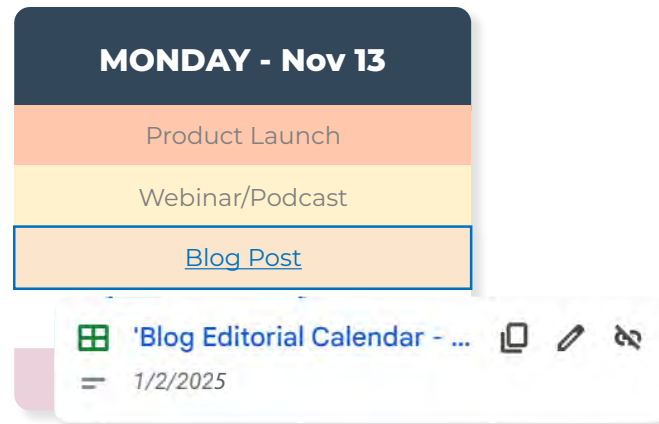 MONDAY - Nov 13
Product Launch
Webinar/Podcast
Blog Post
'Blog Editorial Calendar - ...
1/2/2025